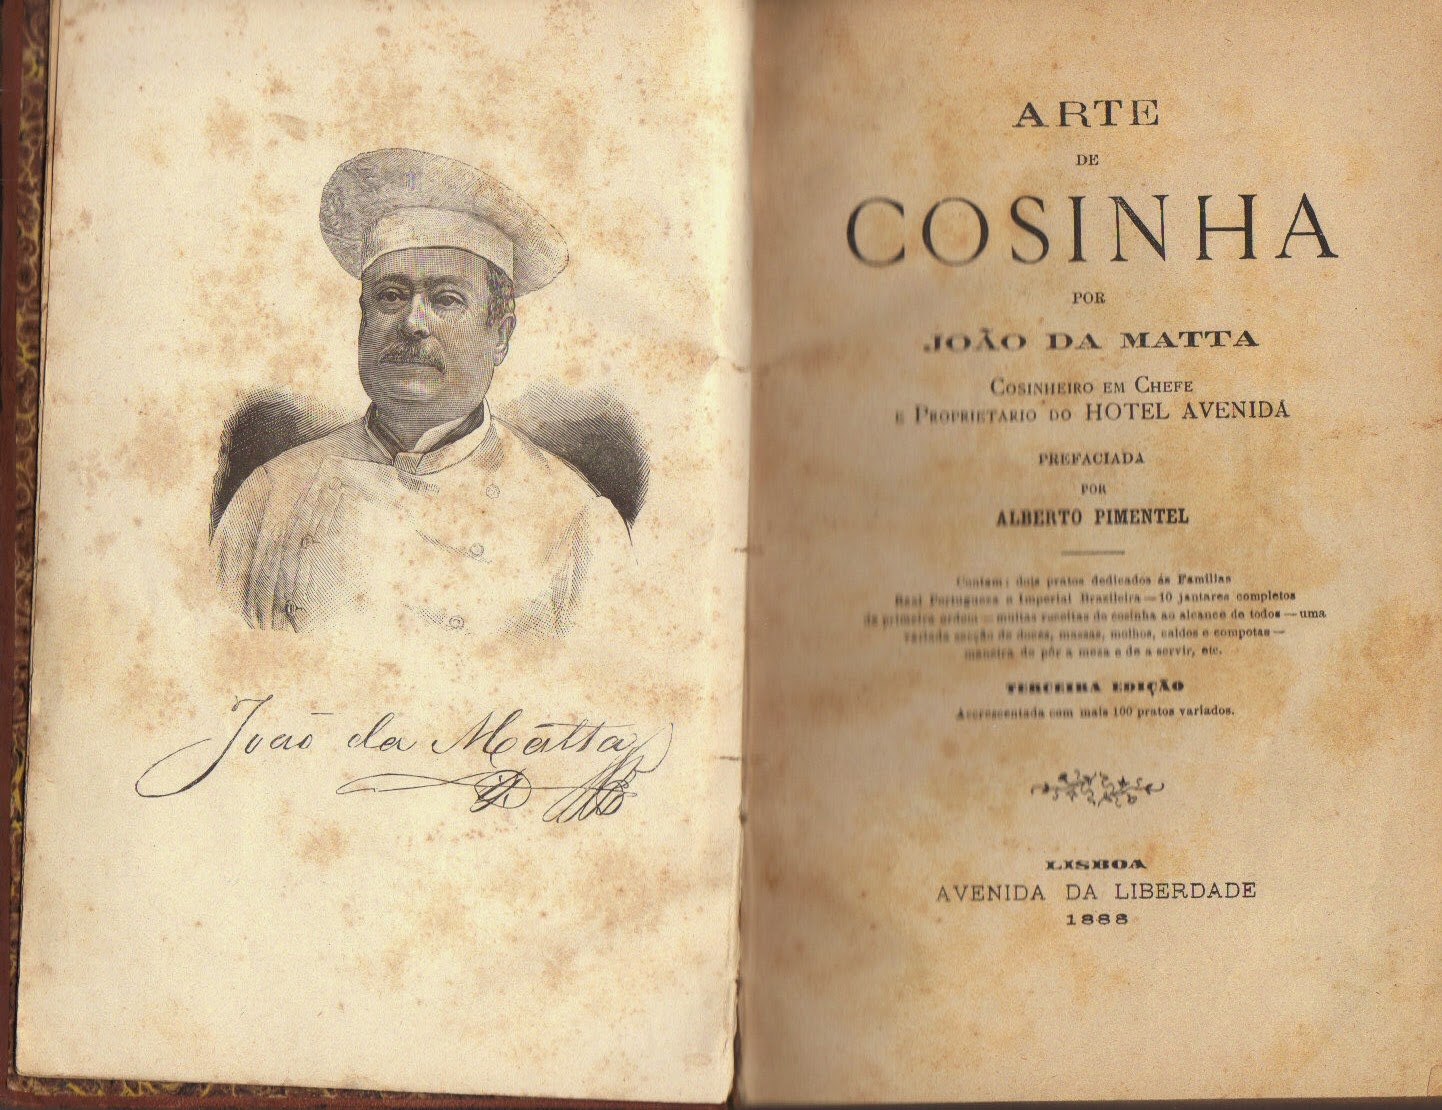 João da Matta
ARTE
DE
COSINHA
POR
JOÃO DA MATTA
COSINHEIRO EM CHEFE
E PROPRIETARIO DO HOTEL AVENIDA
PREFACIADA
POR
ALBERTO PIMENTEL
Contem: dois pratos dedicados ás Familias
Real Portugueza e Imperial Brasileira — 10 jantares completos
de primeira ordem — muitas receitas de cosinha ao alcance de todos — uma
variada secção de doces, massas, molhos, caldos e compotas —
maneira de pôr a mesa e de a servir, etc.
TERCEIRA EDIÇÃO
Accrescentada com mais 100 pratos variados.
LISBOA
AVENIDA DA LIBERDADE
1888